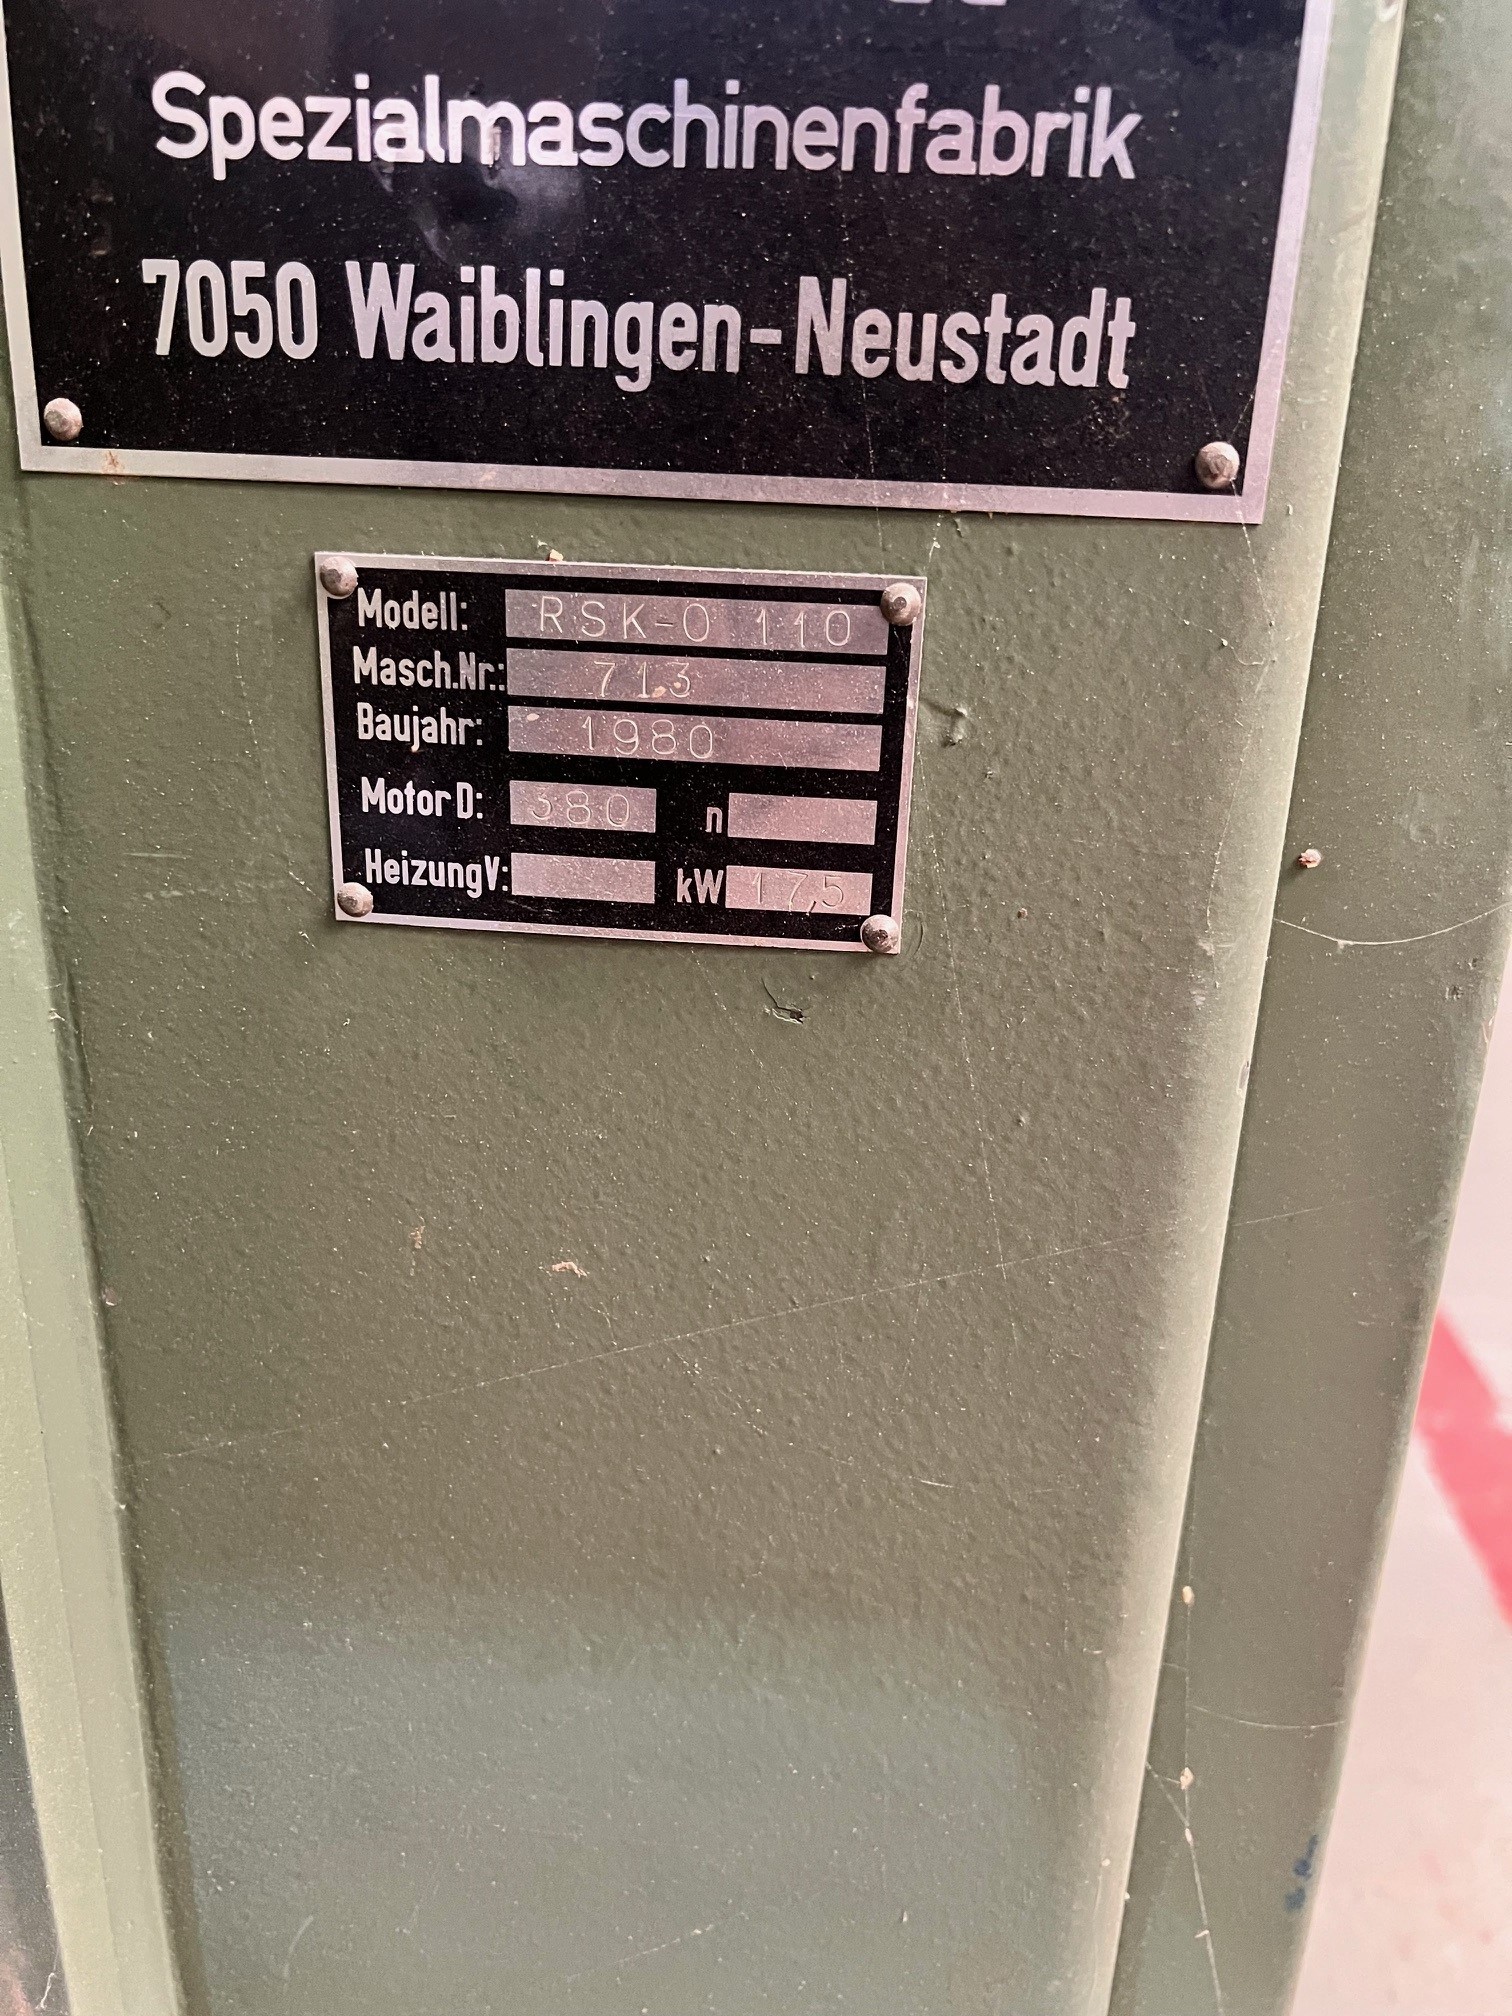 Spezialmaschinenfabrik
7050 Waiblingen-Neustadt
Modell: RSK-O 110
Masch.Nr.: 713
Baujahr: 1980
Motor D: 380 n
Heizung V: kW 17,5